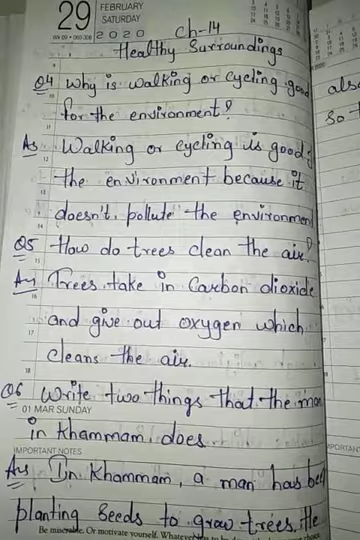 29
FEBRUARY
SATURDAY
2020
Ch-14
Healthy Surroundings
Q4 Why is walking or cycling good
for the environment?
As Walking or cycling is good
the environment because it
doesn't pollute the environment
Q5 How do trees clean the air?
Ans Trees take in Carbon dioxide
and give out oxygen which
cleans the air.
Q6 Write two things that the man
01 MAR SUNDAY
in Khammam does
IMPORTANT NOTES
Ans In Khammam, a man has been
planting seeds to grow trees. He
Be miserable. Or motivate yourself.
also
So t